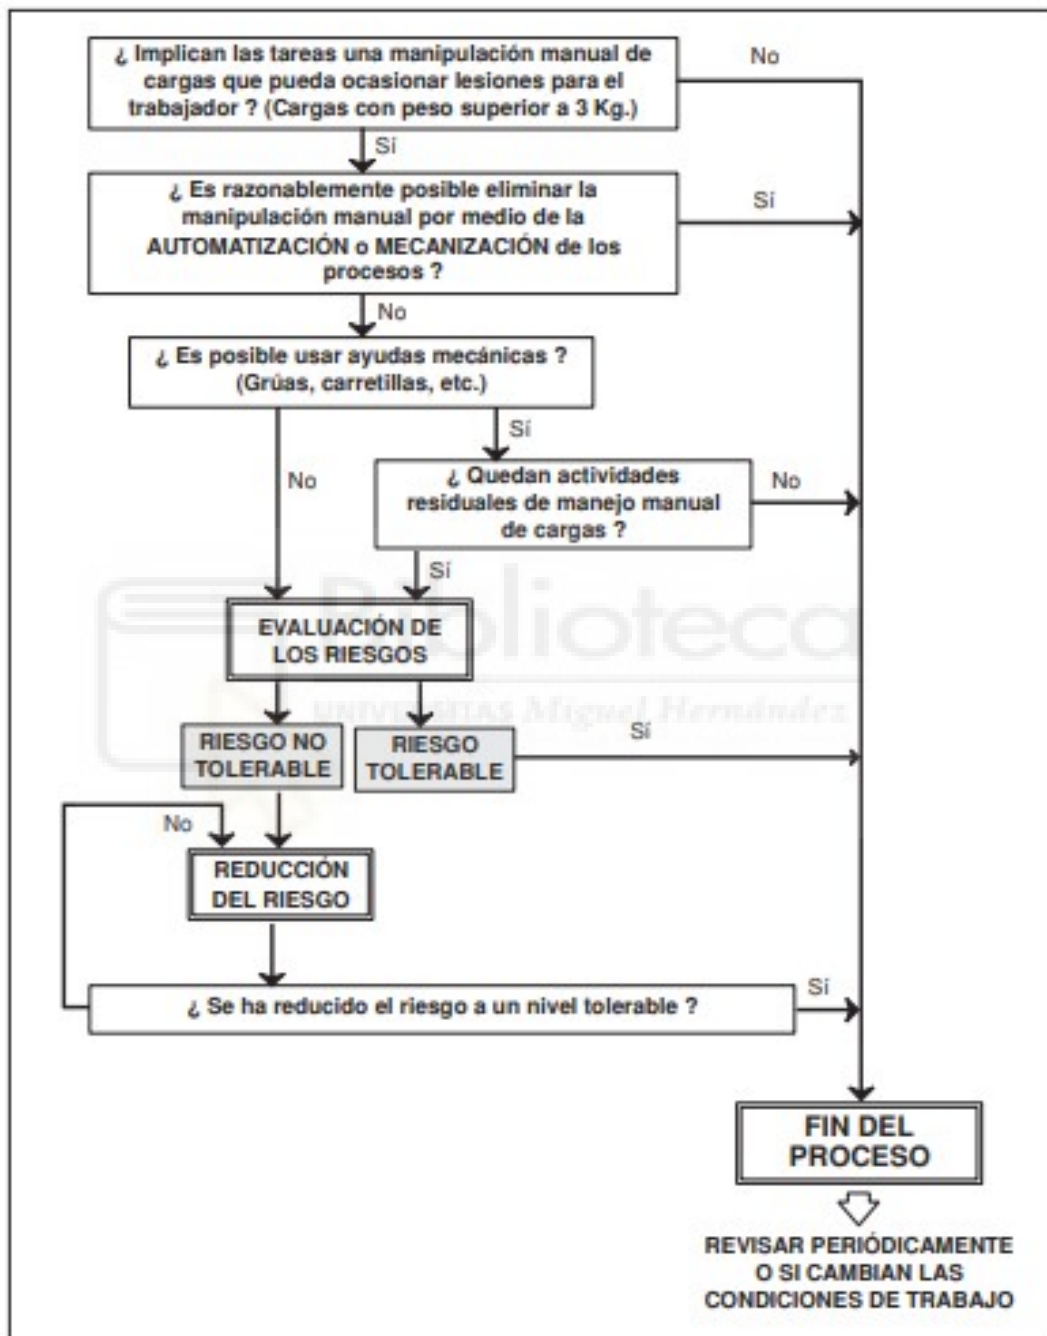 ¿ Implican las tareas una manipulación manual de
cargas que pueda ocasionar lesiones para el
trabajador ? (Cargas con peso superior a 3 Kg.)
No
Sí
¿ Es razonablemente posible eliminar la
manipulación manual por medio de la
AUTOMATIZACIÓN o MECANIZACIÓN de los
procesos ?
Sí
No
¿ Es posible usar ayudas mecánicas ?
(Grúas, carretillas, etc.)
Sí
No
¿ Quedan actividades
residuales de manejo manual
de cargas ?
No
Sí
Biblioteca
UNIVERSITAS Miguel Hernández
EVALUACIÓN DE
LOS RIESGOS
RIESGO NO
TOLERABLE
RIESGO
TOLERABLE
Sí
No
REDUCCIÓN
DEL RIESGO
¿ Se ha reducido el riesgo a un nivel tolerable ?
Sí
FIN DEL
PROCESO
REVISAR PERIÓDICAMENTE
O SI CAMBIAN LAS
CONDICIONES DE TRABAJO